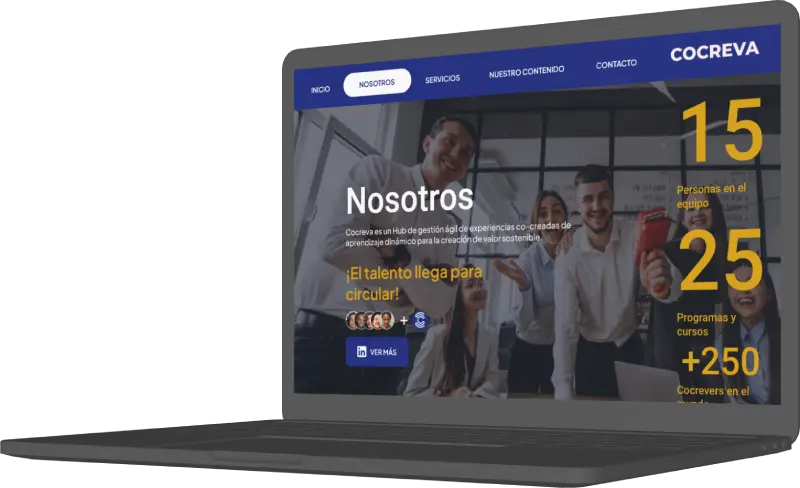 INICIO
NOSOTROS
SERVICIOS
NUESTRO CONTENIDO
CONTACTO
COCREVA
Nosotros
Cocreva es un Hub de gestión ágil de experiencias co-creadas de
aprendizaje dinámico para la creación de valor sostenible.
¡El talento llega para
circular!
+
in VER MÁS
15
Personas en el
equipo
25
Programas y
cursos
+250
Cocrevers en el
mundo